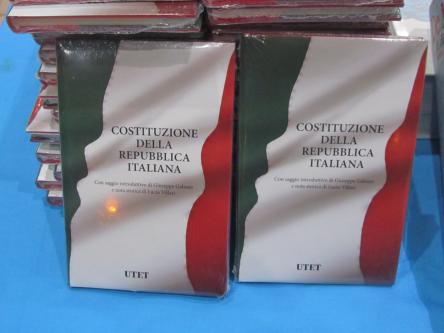 COSTITUZIONE
DELLA
REPUBBLICA
ITALIANA
Con saggio introduttivo di Giuseppe Galasso
e nota storica di Lucio Villari
UTET
COSTITUZIONE
DELLA
REPUBBLICA
ITALIANA
Con saggio introduttivo di Giuseppe Galasso
e nota storica di Lucio Villari
UTET